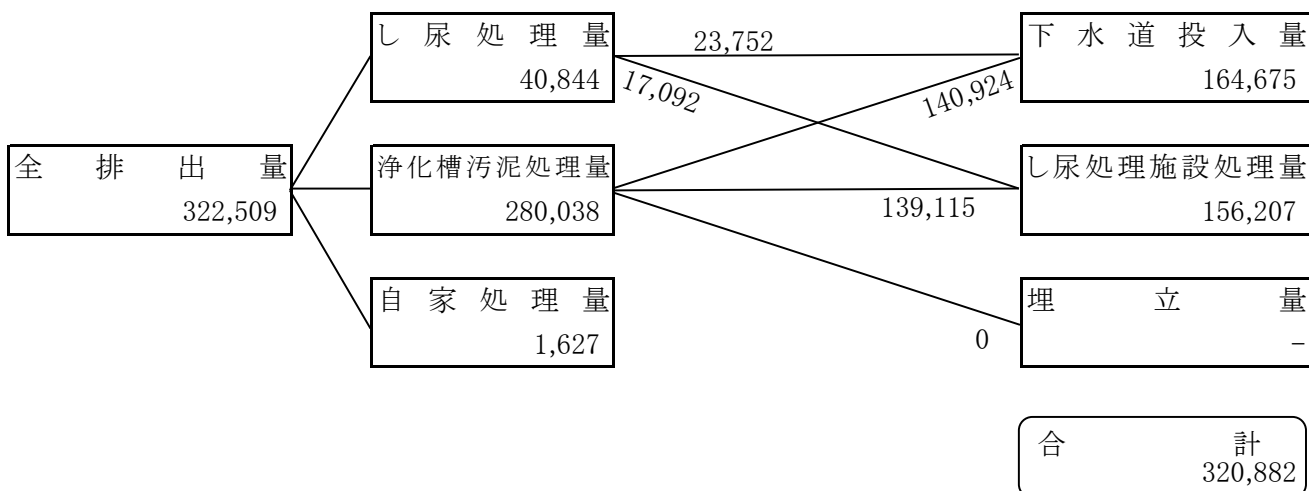 し尿処理量
40,844
23,752
17,092
下水道投入量
164,675
140,924
全排出量
322,509
浄化槽汚泥処理量
280,038
139,115
し尿処理施設処理量
156,207
自家処理量
1,627
0
埋立量
－
合計
320,882